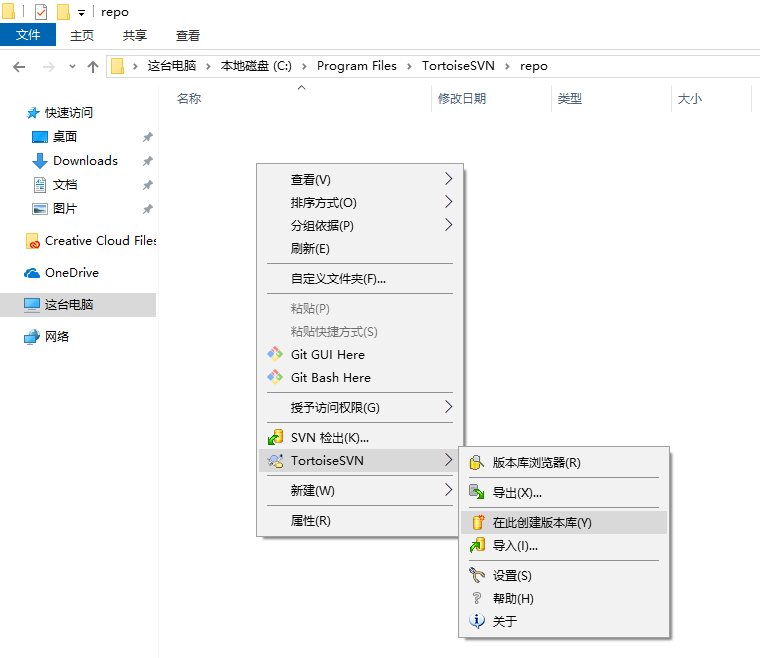 repo
文件 主页 共享 查看
这台电脑 本地磁盘 (C:) Program Files TortoiseSVN repo
名称 修改日期 类型 大小
快速访问
桌面
Downloads
文档
图片
Creative Cloud Files
OneDrive
这台电脑
网络
查看(V)
排序方式(O)
分组依据(P)
刷新(E)
自定义文件夹(F)...
粘贴(P)
粘贴快捷方式(S)
Git GUI Here
Git Bash Here
授予访问权限(G)
SVN 检出(K)...
TortoiseSVN
新建(W)
属性(R)
版本库浏览器(R)
导出(X)...
在此创建版本库(Y)
导入(I)...
设置(S)
帮助(H)
关于